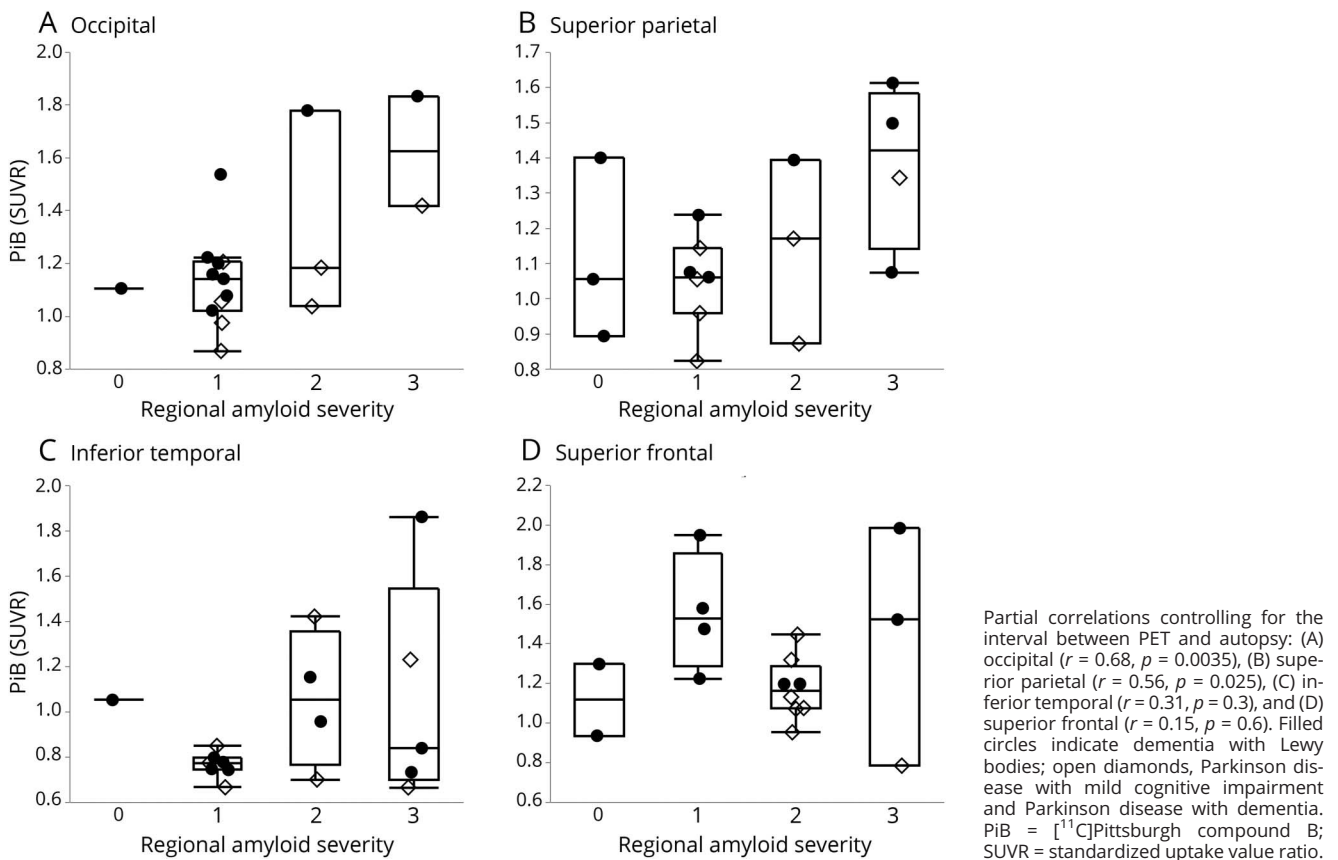 A Occipital
2.0
1.8
1.6
1.4
1.2
1.0
0.8
PiB (SUVR)
0 1 2 3
Regional amyloid severity
B Superior parietal
1.7
1.6
1.5
1.4
1.3
1.2
1.1
1.0
0.9
0.8
0 1 2 3
Regional amyloid severity
C Inferior temporal
2.0
1.8
1.6
1.4
1.2
1.0
0.8
0.6
PiB (SUVR)
0 1 2 3
Regional amyloid severity
D Superior frontal
2.2
2.0
1.8
1.6
1.4
1.2
1.0
0.8
0.6
0 1 2 3
Regional amyloid severity
Partial correlations controlling for the
interval between PET and autopsy: (A)
occipital (r = 0.68, p = 0.0035), (B) supe-
rior parietal (r = 0.56, p = 0.025), (C) in-
ferior temporal (r = 0.31, p = 0.3), and (D)
superior frontal (r = 0.15, p = 0.6). Filled
circles indicate dementia with Lewy
bodies; open diamonds, Parkinson dis-
ease with mild cognitive impairment
and Parkinson disease with dementia.
PiB = [¹¹C]Pittsburgh compound B;
SUVR = standardized uptake value ratio.